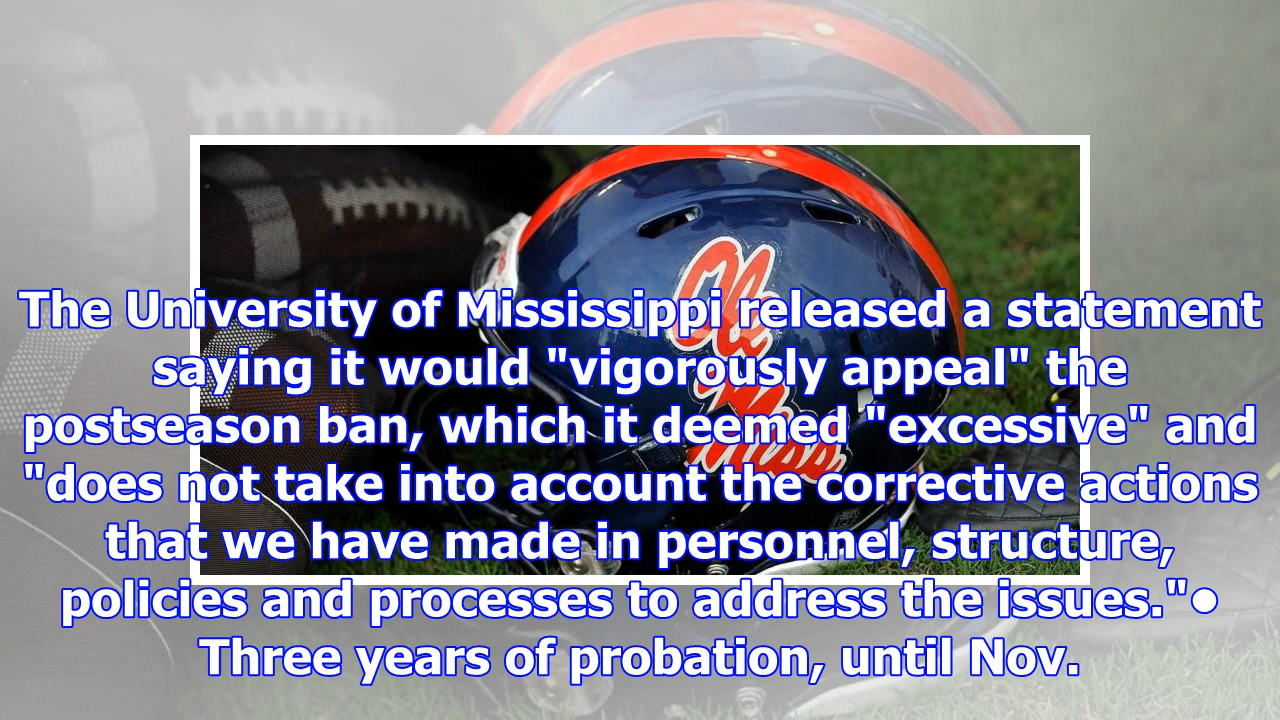 The University of Mississippi released a statement
saying it would "vigorously appeal" the
postseason ban, which it deemed "excessive" and
"does not take into account the corrective actions
that we have made in personnel, structure,
policies and processes to address the issues."●
Three years of probation, until Nov.
Ole
Miss